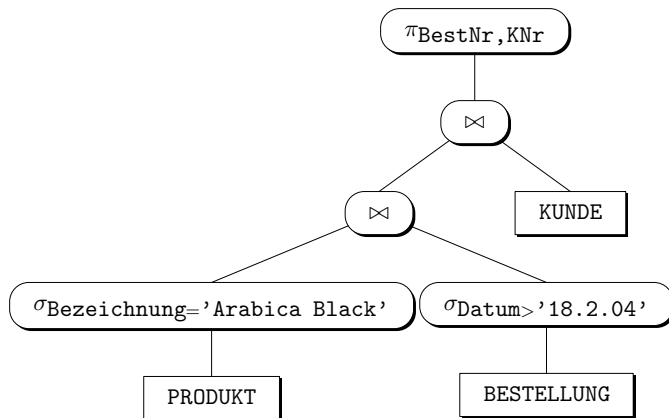 πBestNr,KNr
⋈
⋈
KUNDE
σBezeichnung='Arabica Black'
σDatum>'18.2.04'
PRODUKT
BESTELLUNG